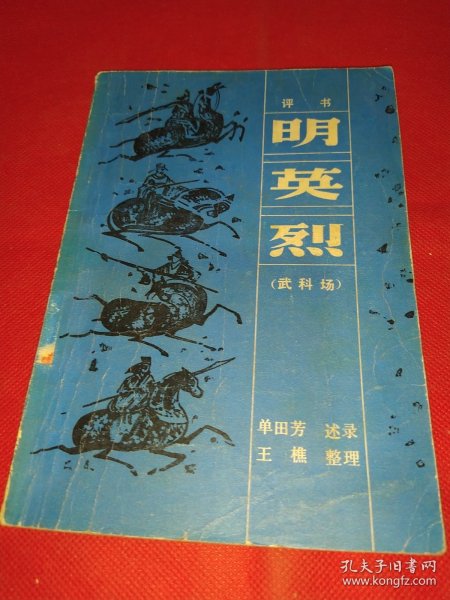 评书
明
英
烈
(武科场)
单田芳 述录
王樵 整理
孔夫子旧书网
www.kongfz.com